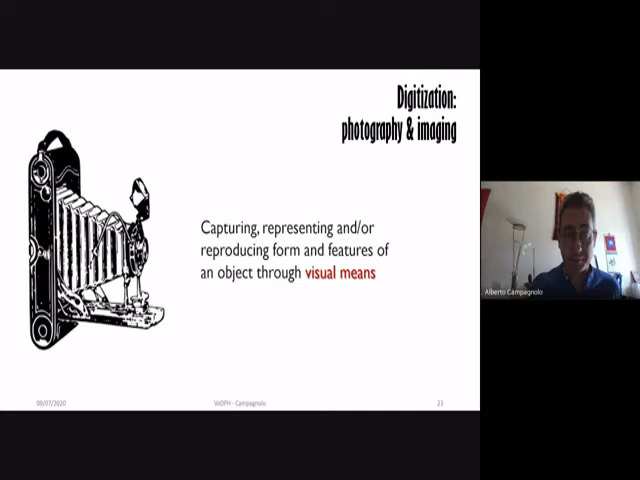 Digitization:
photography & imaging
Capturing, representing and/or
reproducing form and features of
an object through visual means
Alberto Campagnolo
09/07/2020
VeDPH - Campagnolo
23